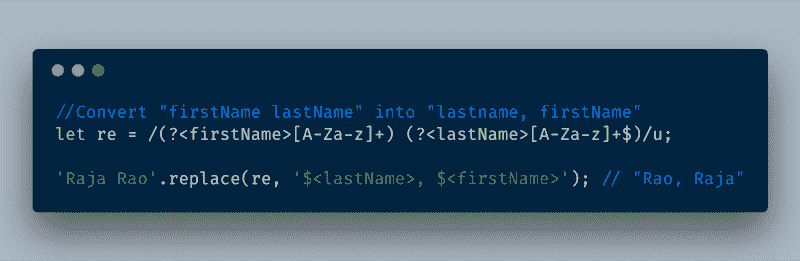 //Convert "firstName lastName" into "lastname, firstName"
let re = /(?<firstName>[A-Za-z]+) (?<lastName>[A-Za-z]+$)/u;
'Raja Rao'.replace(re, '$<lastName>, $<firstName>'); // "Rao, Raja"